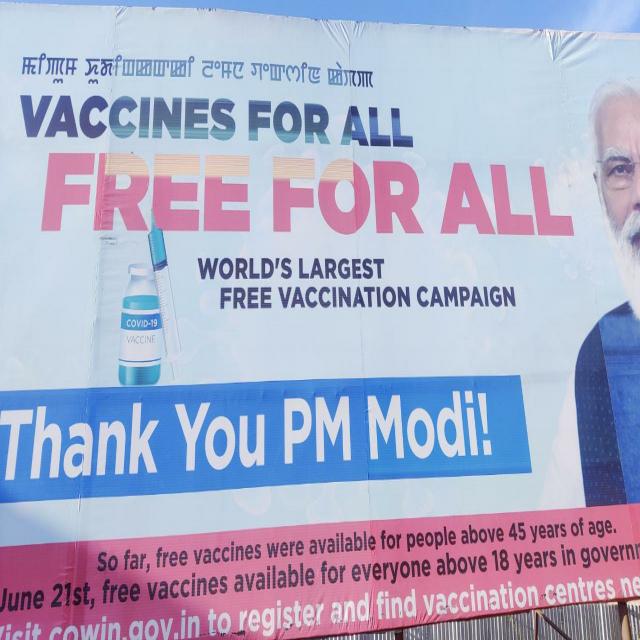 VACCINES FOR ALL
FREE FOR ALL
WORLD'S LARGEST
FREE VACCINATION CAMPAIGN
COVID-19
VACCINE
Thank You PM Modi!
So far, free vaccines were available for people above 45 years of age.
June 21st, free vaccines available for everyone above 18 years in governm
isit cowin.gov.in to register and find vaccination centres